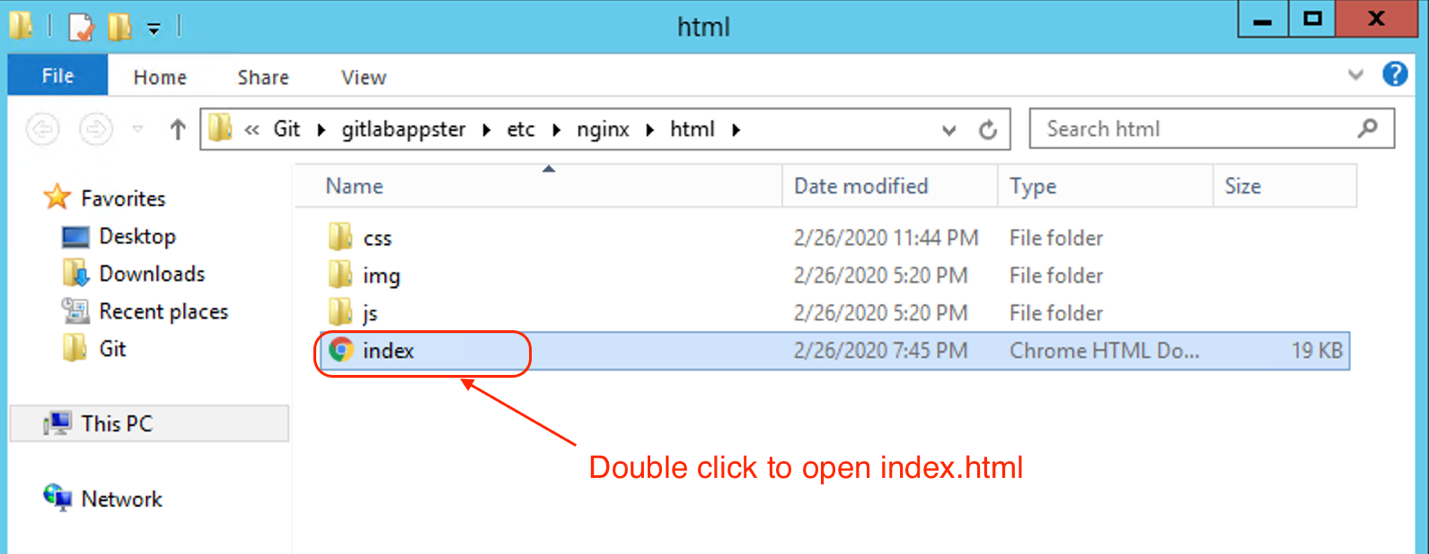 html
File Home Share View
« Git gitlabappster etc nginx html Search html
Name Date modified Type Size
Favorites
Desktop
Downloads
Recent places
Git
This PC
Network
css 2/26/2020 11:44 PM File folder
img 2/26/2020 5:20 PM File folder
js 2/26/2020 5:20 PM File folder
index 2/26/2020 7:45 PM Chrome HTML Do... 19 KB
Double click to open index.html